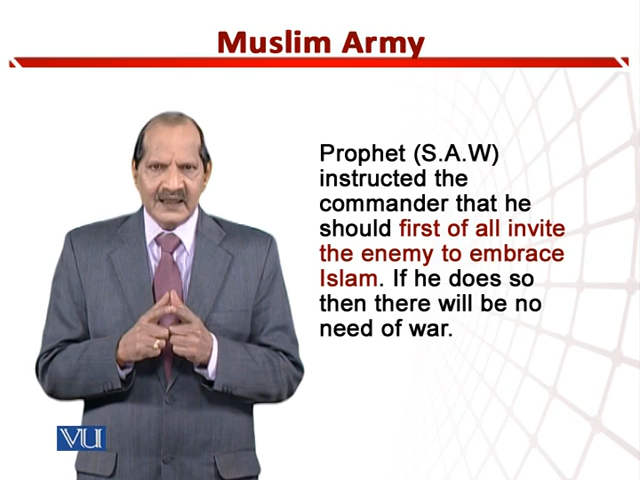 Muslim Army
Prophet (S.A.W)
instructed the
commander that he
should first of all invite
the enemy to embrace
Islam. If he does so
then there will be no
need of war.
VU